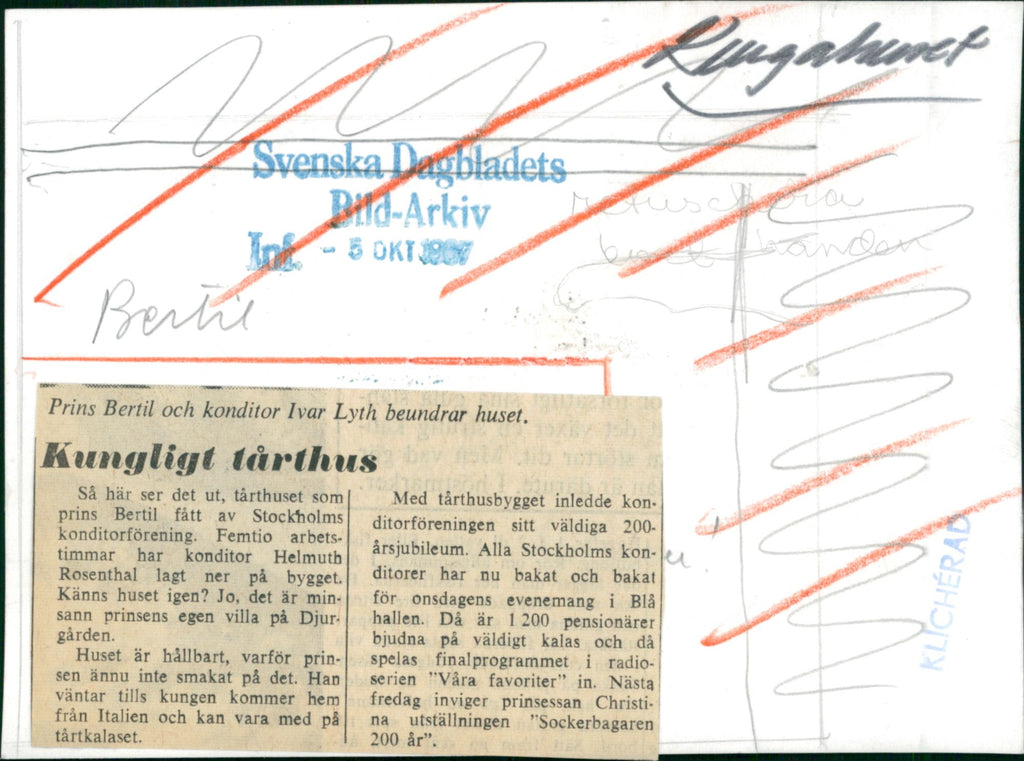 Kungahuset
Svenska Dagbladets
Bild-Arkiv
Inf. - 5 OKT 1967
retuschera
bort handen
Bertil
Prins Bertil och konditor Ivar Lyth beundrar huset.
Kungligt tårthus
Så här ser det ut, tårthuset som
prins Bertil fått av Stockholms
konditorförening. Femtio arbets-
timmar har konditor Helmuth
Rosenthal lagt ner på bygget.
Känns huset igen? Jo, det är min-
sann prinsens egen villa på Djur-
gården.
Huset är hållbart, varför prin-
sen ännu inte smakat på det. Han
väntar tills kungen kommer hem
från Italien och kan vara med på
tårtkalaset.
Med tårthusbygget inledde kon-
ditorföreningen sitt väldiga 200-
årsjubileum. Alla Stockholms kon-
ditorer har nu bakat och bakat
för onsdagens evenemang i Blå
hallen. Då är 1 200 pensionärer
bjudna på väldigt kalas och då
spelas finalprogrammet i radio-
serien "Våra favoriter" in. Nästa
fredag inviger prinsessan Christi-
na utställningen "Sockerbagaren
200 år".
KLICHÉRAD